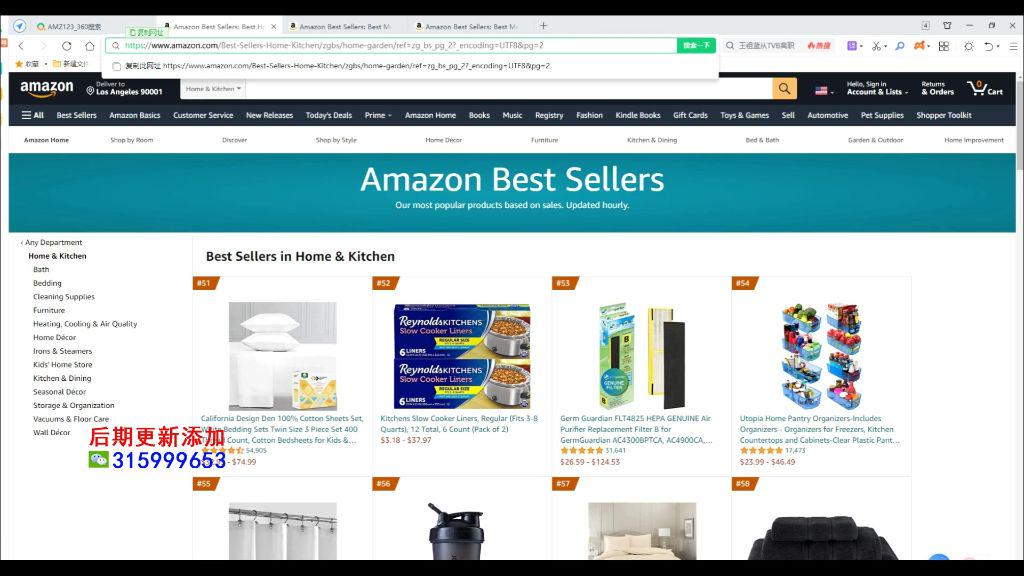 AMZ123_360搜索
Amazon Best Sellers: Best H
Amazon Best Sellers: Best M
Amazon Best Sellers: Best M
复制网址
https://www.amazon.com/Best-Sellers-Home-Kitchen/zgbs/home-garden/ref=zg_bs_pg_2?_encoding=UTF8&pg=2
搜索一下
王祖蓝从TVB离职
热搜
复制此网址 https://www.amazon.com/Best-Sellers-Home-Kitchen/zgbs/home-garden/ref=zg_bs_pg_2?_encoding=UTF8&pg=2
收藏
新建文件
amazon
Deliver to
Los Angeles 90001
Home & Kitchen
Hello, Sign in
Account & Lists
Returns
& Orders
0
Cart
All
Best Sellers
Amazon Basics
Customer Service
New Releases
Today's Deals
Prime
Amazon Home
Books
Music
Registry
Fashion
Kindle Books
Gift Cards
Toys & Games
Sell
Automotive
Pet Supplies
Shopper Toolkit
Amazon Home
Shop by Room
Discover
Shop by Style
Home Décor
Furniture
Kitchen & Dining
Bed & Bath
Garden & Outdoor
Home Improvement
Amazon Best Sellers
Our most popular products based on sales. Updated hourly.
‹ Any Department
Home & Kitchen
Bath
Bedding
Cleaning Supplies
Furniture
Heating, Cooling & Air Quality
Home Décor
Irons & Steamers
Kids' Home Store
Kitchen & Dining
Seasonal Décor
Storage & Organization
Vacuums & Floor Care
Wall Décor
后期更新添加
315999653
Best Sellers in Home & Kitchen
#51
California Design Den 100% Cotton Sheets Set,
White Bedding Sets Twin Size 3 Piece Set 400
Count, Cotton Bedsheets for Kids &...
54,905
- $74.99
#52
Reynolds KITCHENS
Slow Cooker Liners
REGULAR SIZE
6 LINERS
Reynolds KITCHENS
Slow Cooker Liners
REGULAR SIZE
6 LINERS
Kitchens Slow Cooker Liners, Regular (Fits 3-8
Quarts), 12 Total, 6 Count (Pack of 2)
$3.18 - $37.97
#53
B
GENUINE
FILTER
Germ Guardian FLT4825 HEPA GENUINE Air
Purifier Replacement Filter B for
GermGuardian AC4300BPTCA, AC4900CA,...
31,641
$26.59 - $124.53
#54
Utopia Home Pantry Organizers-Includes
Organizers - Organizers for Freezers, Kitchen
Countertops and Cabinets-Clear Plastic Pant...
17,473
$23.99 - $46.49
#55
#56
#57
#58